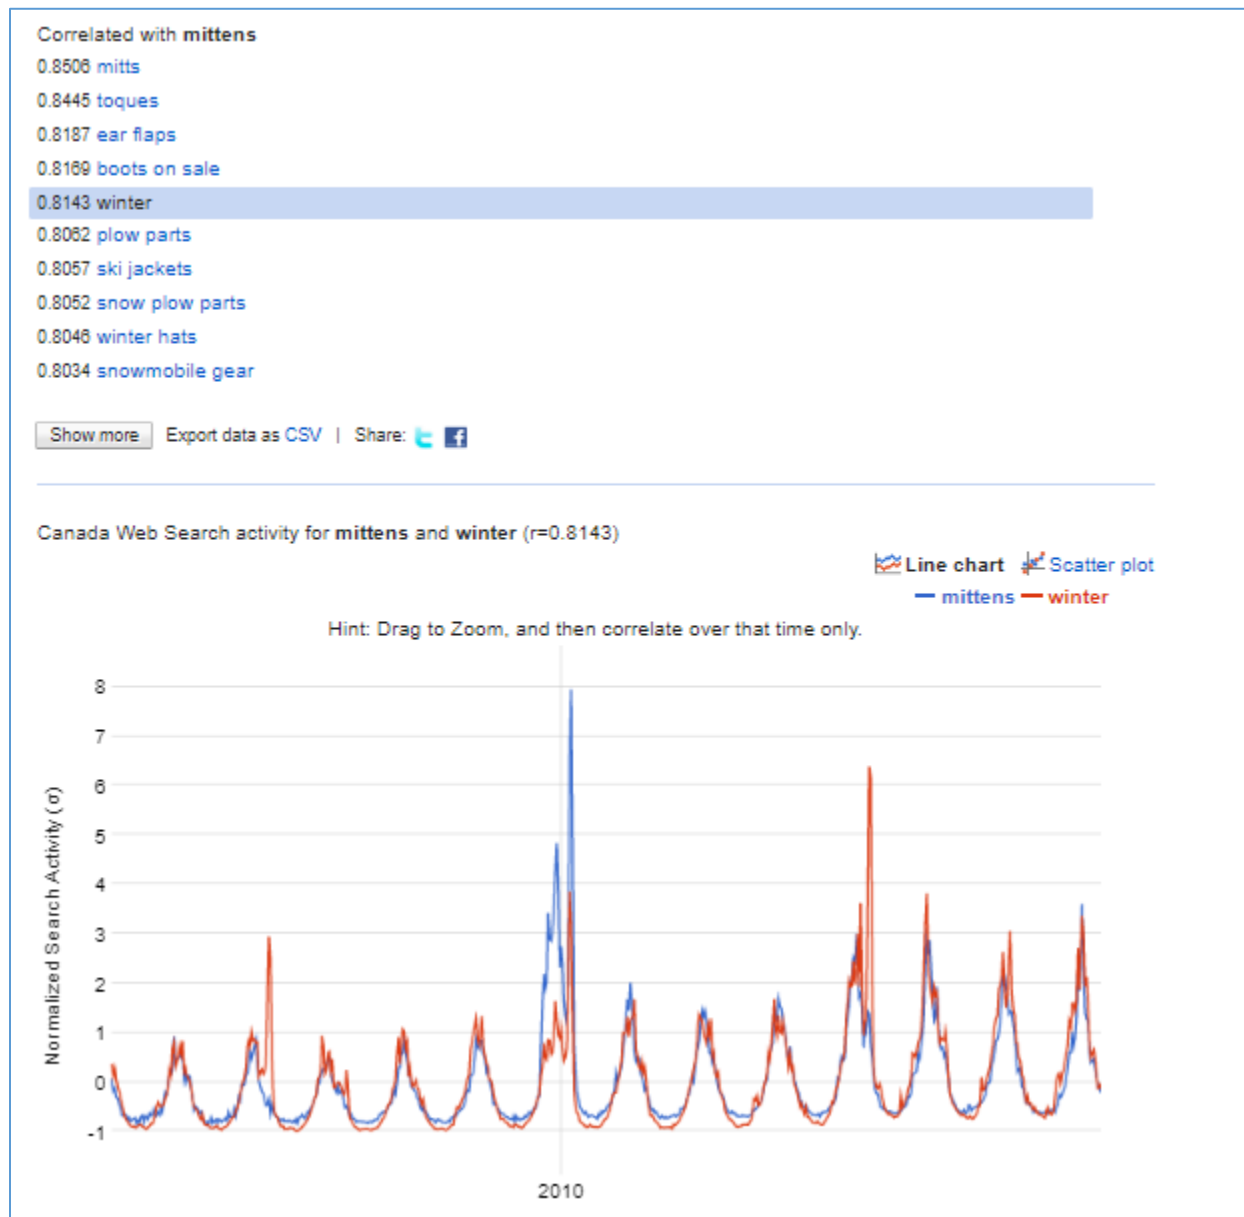 Correlated with mittens
0.8506 mitts
0.8445 toques
0.8187 ear flaps
0.8169 boots on sale
0.8143 winter
0.8062 plow parts
0.8057 ski jackets
0.8052 snow plow parts
0.8046 winter hats
0.8034 snowmobile gear
Show more Export data as CSV | Share:
Canada Web Search activity for mittens and winter (r=0.8143)
Line chart Scatter plot
mittens winter
Hint: Drag to Zoom, and then correlate over that time only.
Normalized Search Activity (σ)
8
7
6
5
4
3
2
1
0
-1
2010